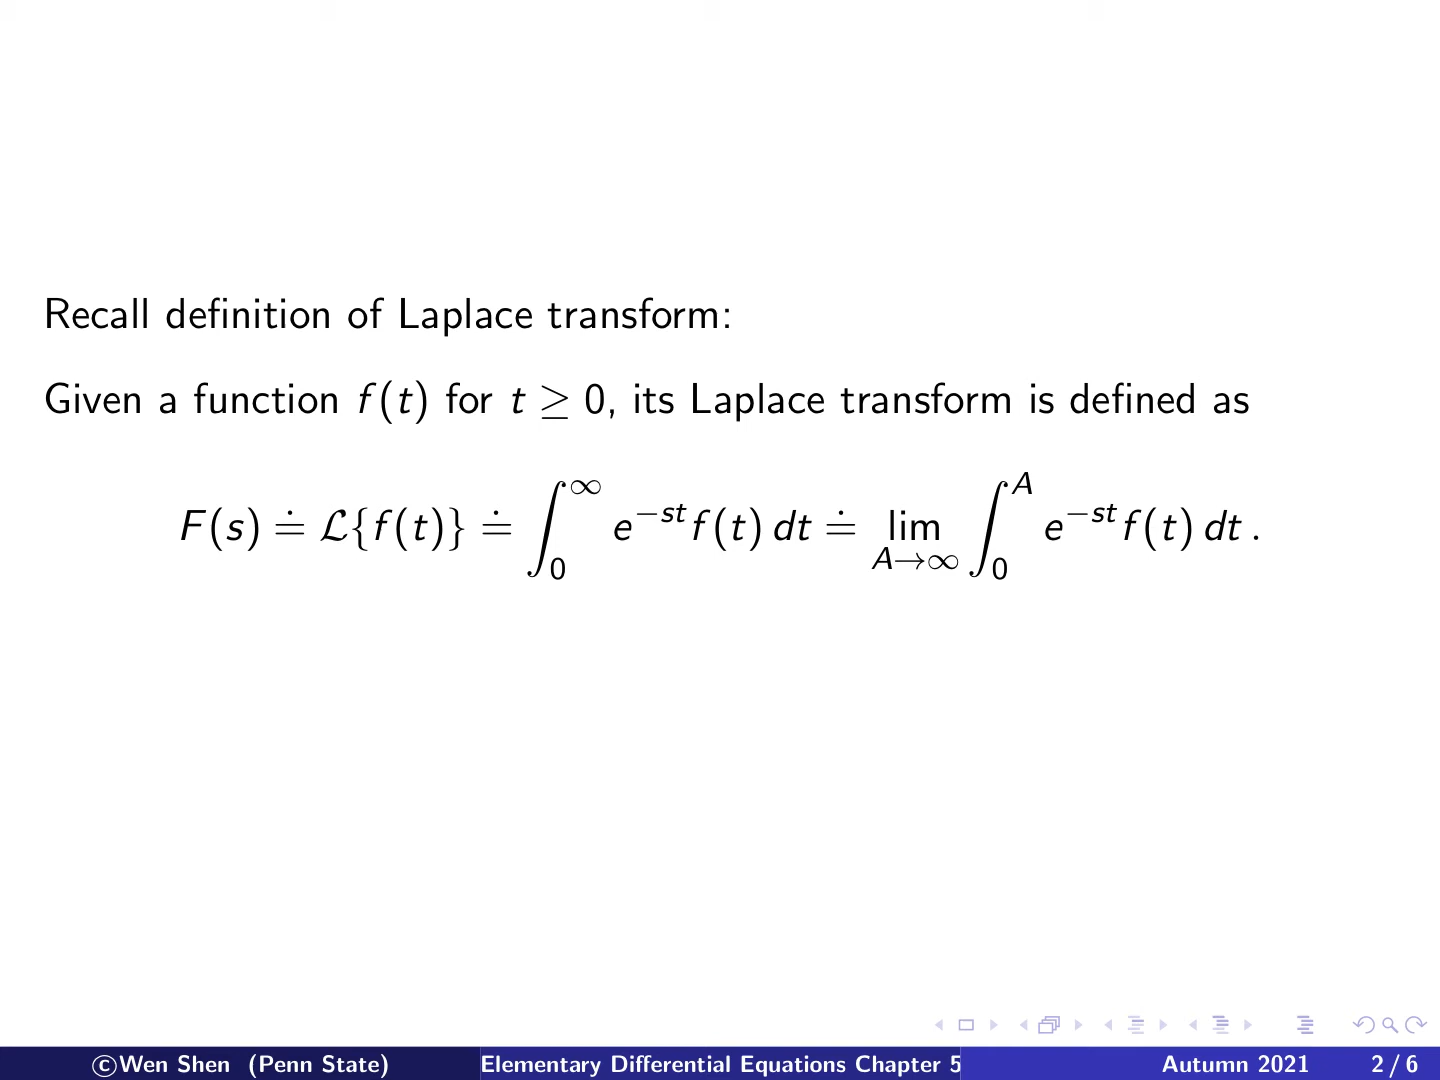 Recall definition of Laplace transform:
Given a function f(t) for t ≥ 0, its Laplace transform is defined as
F(s) ≐ ℒ{f(t)} ≐ ∫₀^∞ e^{−st} f(t) dt ≐ lim_{A→∞} ∫₀^A e^{−st} f(t) dt .
©Wen Shen (Penn State) Elementary Differential Equations Chapter 5 Autumn 2021 2 / 6